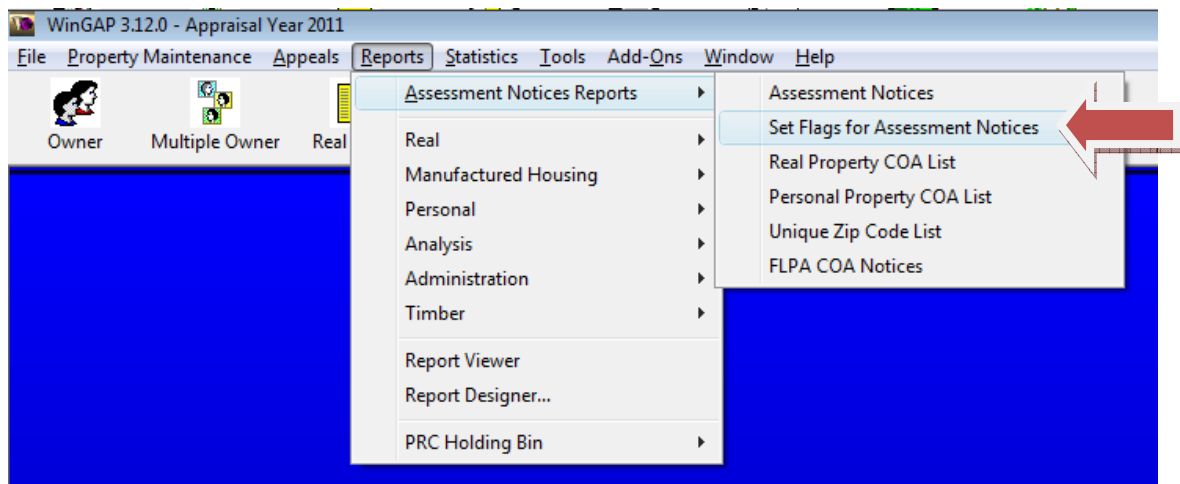 WinGAP 3.12.0 - Appraisal Year 2011
File Property Maintenance Appeals Reports Statistics Tools Add-Ons Window Help
Owner Multiple Owner Real
Assessment Notices Reports
Real
Manufactured Housing
Personal
Analysis
Administration
Timber
Report Viewer
Report Designer...
PRC Holding Bin
Assessment Notices
Set Flags for Assessment Notices
Real Property COA List
Personal Property COA List
Unique Zip Code List
FLPA COA Notices